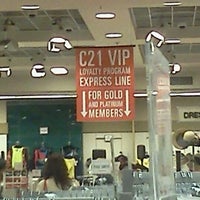 C21 VIP
LOYALTY PROGRAM
EXPRESS LINE
FOR GOLD
AND PLATINUM
MEMBERS